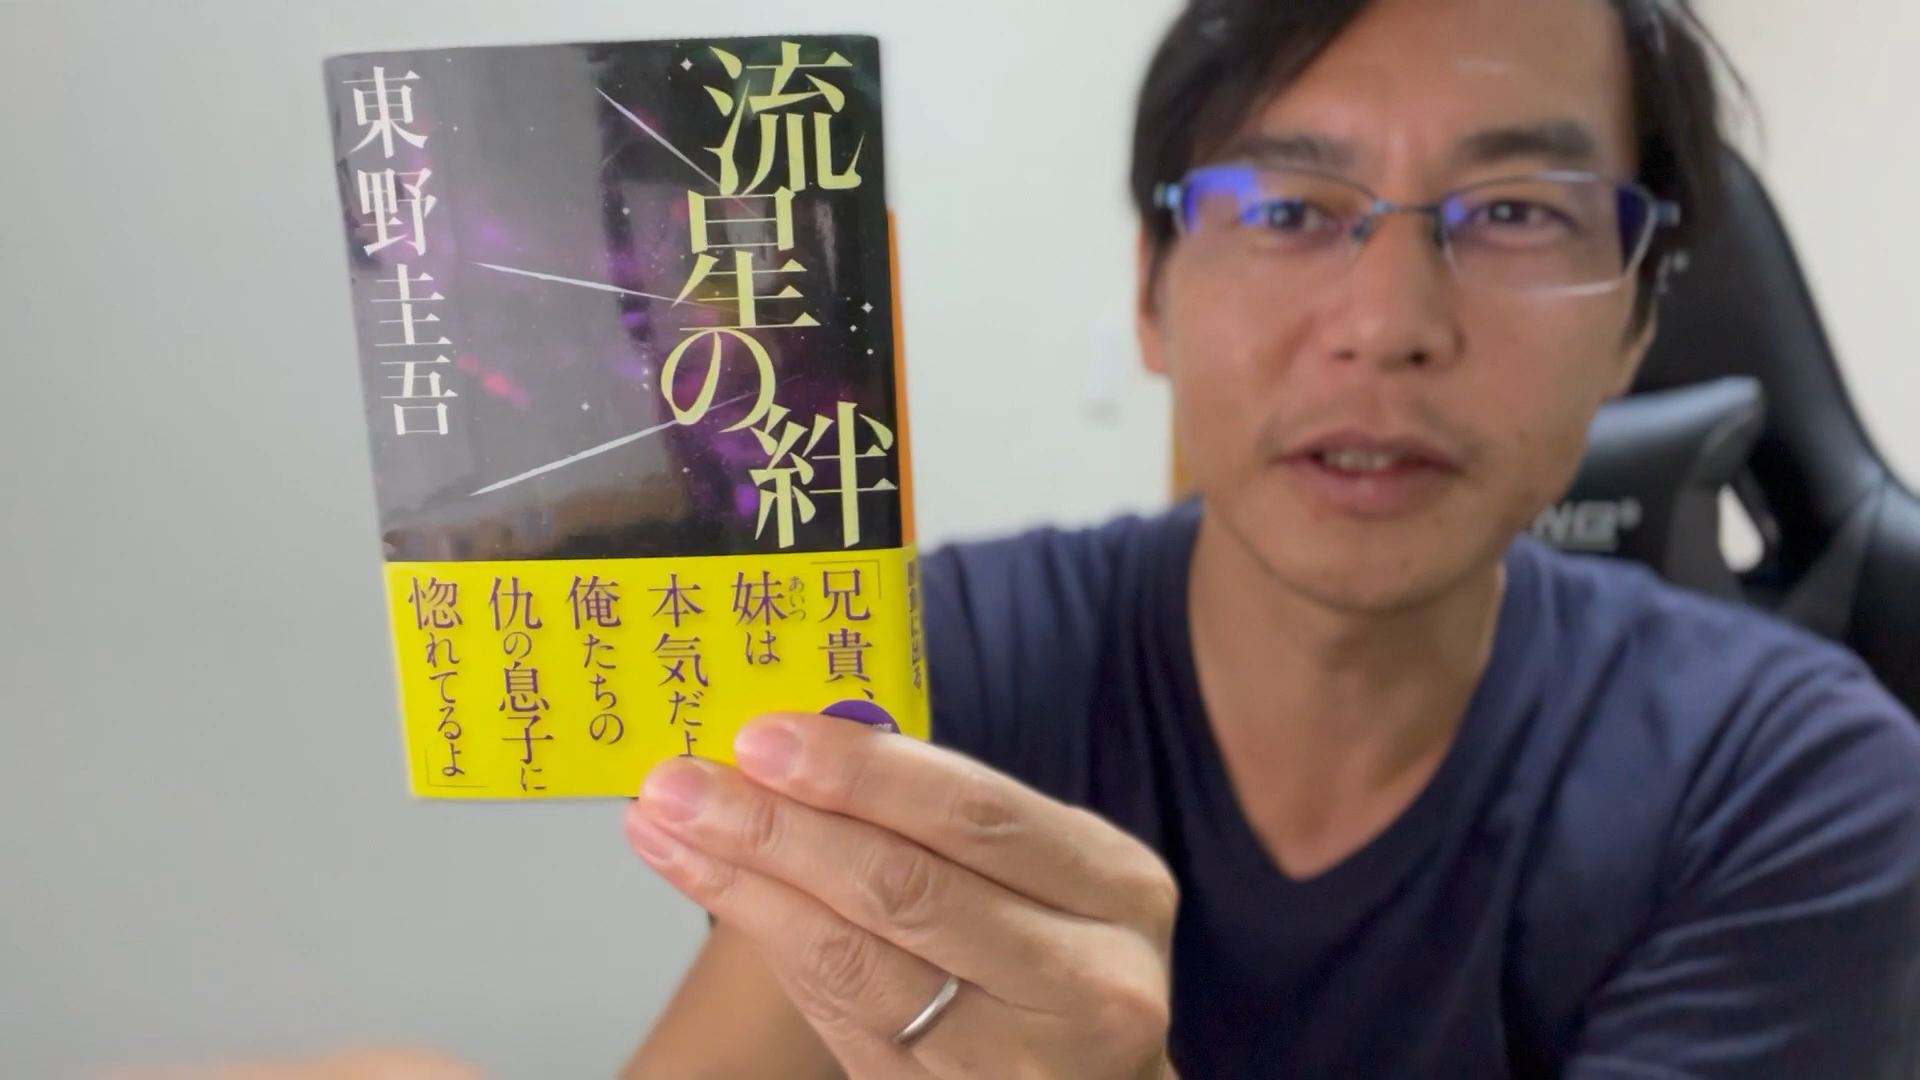 流星の絆
東野圭吾
「兄貴、
妹は
あいつ
本気だよ
俺たちの
仇の息子に
惚れてるよ」